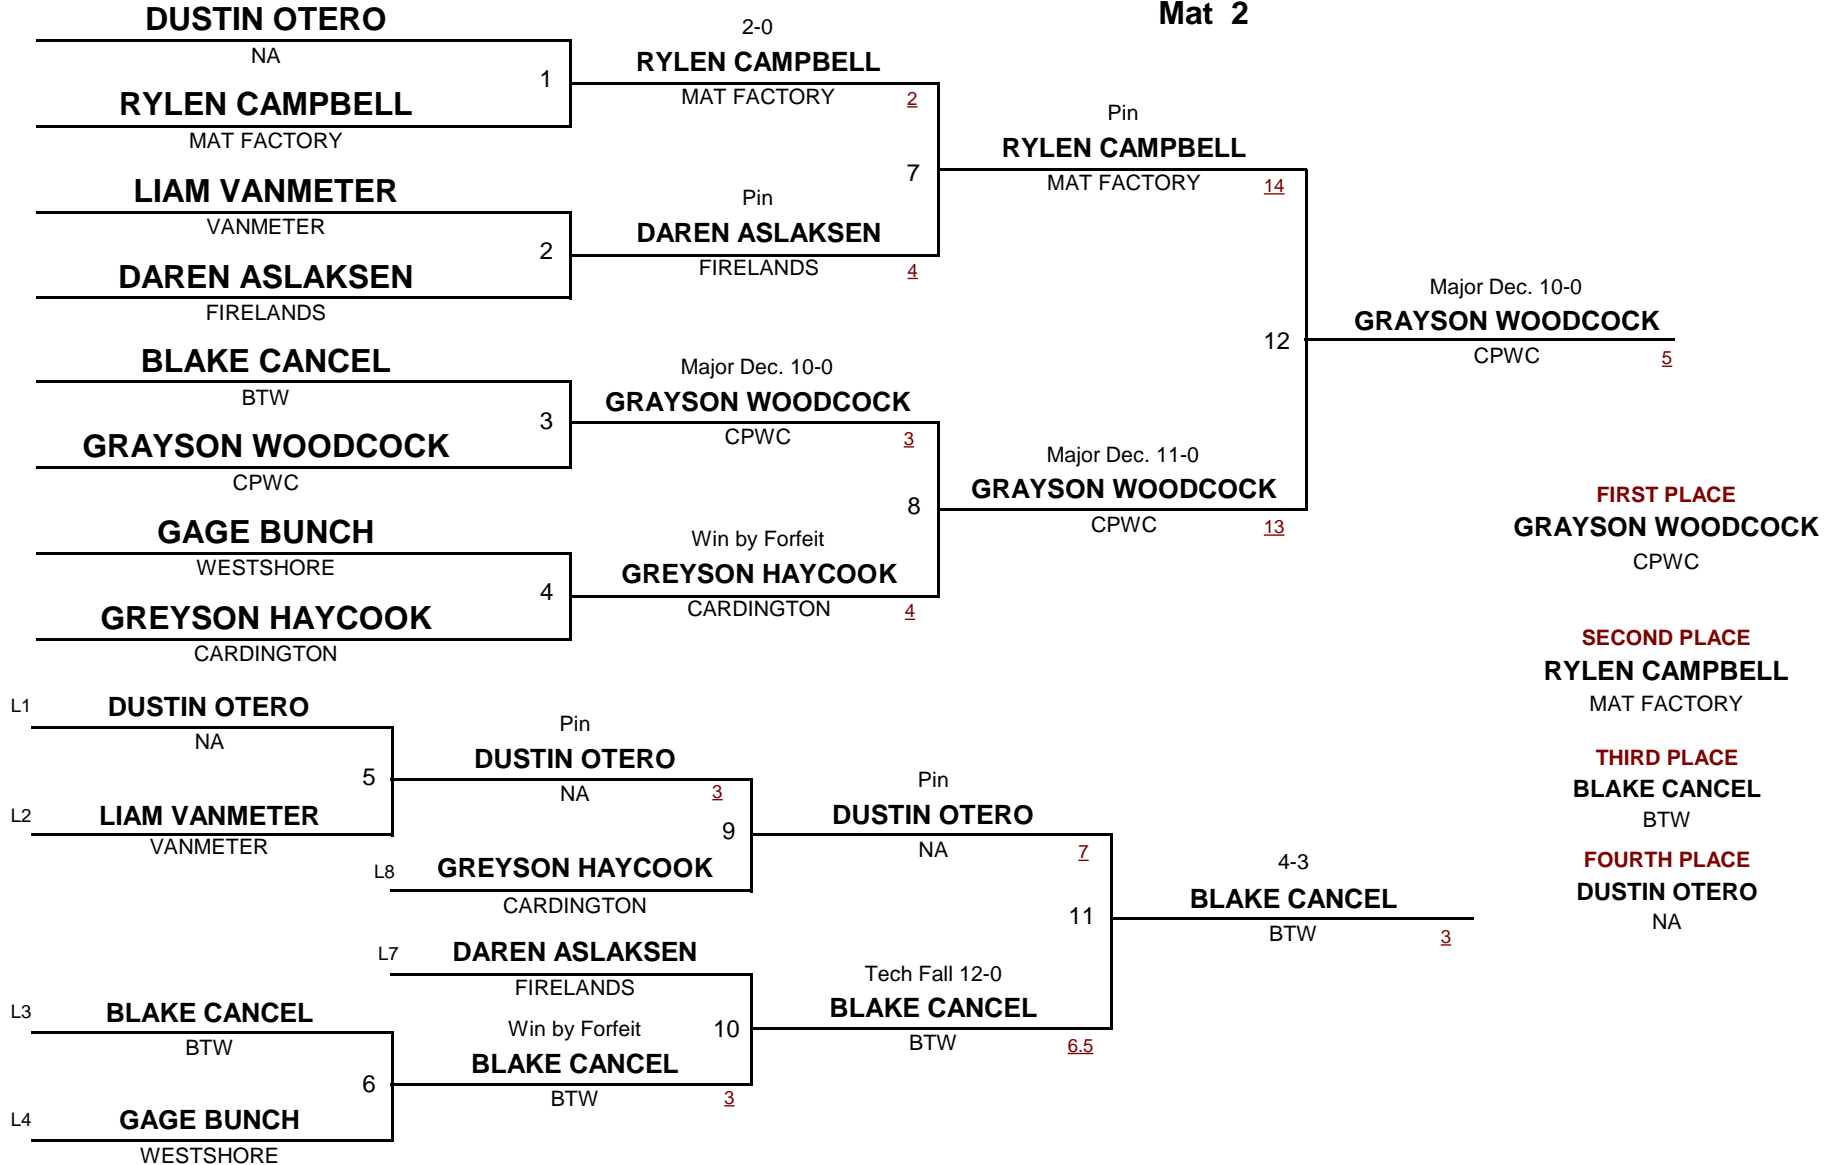 Mat 2
DUSTIN OTERO
NA
1
RYLEN CAMPBELL
MAT FACTORY
LIAM VANMETER
VANMETER
2
DAREN ASLAKSEN
FIRELANDS
BLAKE CANCEL
BTW
3
GRAYSON WOODCOCK
CPWC
GAGE BUNCH
WESTSHORE
4
GREYSON HAYCOOK
CARDINGTON
2-0
RYLEN CAMPBELL
MAT FACTORY 2
7
Pin
DAREN ASLAKSEN
FIRELANDS 4
Major Dec. 10-0
GRAYSON WOODCOCK
CPWC 3
8
Win by Forfeit
GREYSON HAYCOOK
CARDINGTON 4
Pin
RYLEN CAMPBELL
MAT FACTORY 14
12
Major Dec. 11-0
GRAYSON WOODCOCK
CPWC 13
Major Dec. 10-0
GRAYSON WOODCOCK
CPWC 5
L1 DUSTIN OTERO
NA
5
L2 LIAM VANMETER
VANMETER
L3 BLAKE CANCEL
BTW
6
L4 GAGE BUNCH
WESTSHORE
Pin
DUSTIN OTERO
NA 3
9
L8 GREYSON HAYCOOK
CARDINGTON
L7 DAREN ASLAKSEN
FIRELANDS
Win by Forfeit 10
BLAKE CANCEL
BTW 3
Pin
DUSTIN OTERO
NA 7
11
Tech Fall 12-0
BLAKE CANCEL
BTW 6.5
4-3
BLAKE CANCEL
BTW 3
FIRST PLACE
GRAYSON WOODCOCK
CPWC
SECOND PLACE
RYLEN CAMPBELL
MAT FACTORY
THIRD PLACE
BLAKE CANCEL
BTW
FOURTH PLACE
DUSTIN OTERO
NA